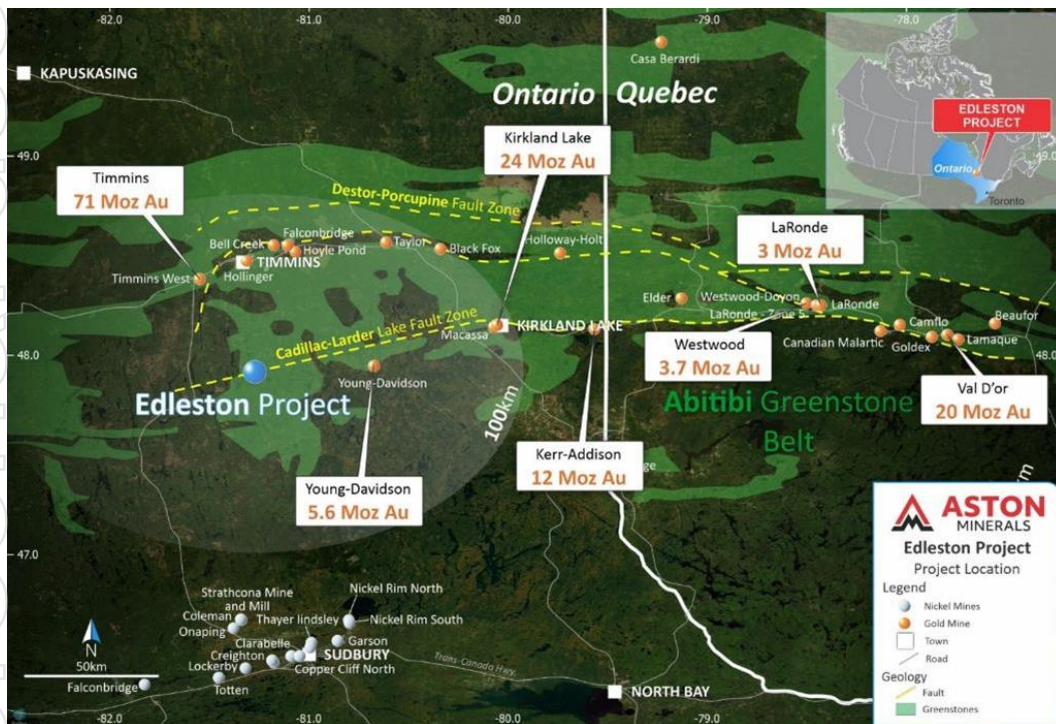 -82.0
-81.0
-80.0
-79.0
-78.0
KAPUSKASING
Casa Berardi
Ontario
Quebec
EDLESTON
PROJECT
Ontario
Toronto
49.0
49.0
Kirkland Lake
24 Moz Au
Timmins
71 Moz Au
Destor-Porcupine Fault Zone
LaRonde
3 Moz Au
Bell Creek
Falconbridge
Hoyle Pond
Taylor
Black Fox
Holloway-Holt
TIMMINS
Hollinger
Timmins West
Elder
Westwood-Doyon
LaRonde
LaRonde - Zone 5
Beaufor
Cadillac-Larder Lake Fault Zone
KIRKLAND LAKE
Macassa
Camflo
Canadian Malartic
Goldex
Lamaque
48.0
48.0
Westwood
3.7 Moz Au
Young-Davidson
Edleston Project
100km
Abitibi Greenstone
Belt
Val D'or
20 Moz Au
Kerr-Addison
12 Moz Au
Young-Davidson
5.6 Moz Au
47.0
ASTON
MINERALS
Edleston Project
Project Location
Legend
Nickel Mines
Gold Mine
Town
Road
Geology
Fault
Greenstones
Strathcona Mine
and Mill
Nickel Rim North
Coleman
Thayer lindsley
Nickel Rim South
Onaping
Clarabelle
Garson
Creighton
SUDBURY
Lockerby
Copper Cliff North
Totten
Falconbridge
Trans-Canada Hwy.
NORTH BAY
N
50km
-82.0
-81.0
-80.0
-79.0